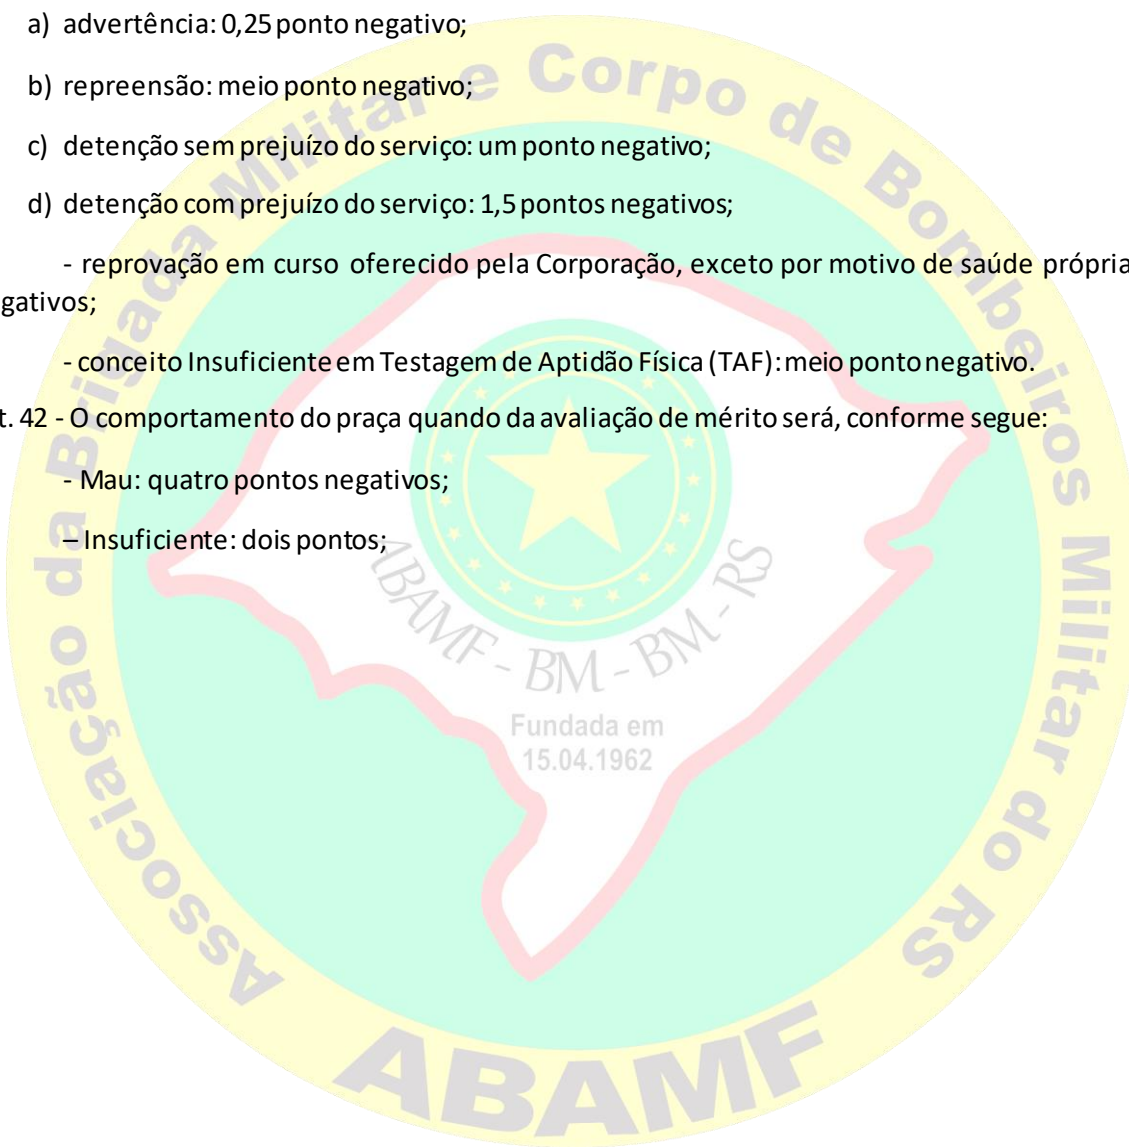 a) advertência: 0,25 ponto negativo;
b) repreensão: meio ponto negativo;
c) detenção sem prejuízo do serviço: um ponto negativo;
d) detenção com prejuízo do serviço: 1,5 pontos negativos;
- reprovação em curso oferecido pela Corporação, exceto por motivo de saúde própria
gativos;
- conceito Insuficiente em Testagem de Aptidão Física (TAF): meio ponto negativo.
t. 42 - O comportamento do praça quando da avaliação de mérito será, conforme segue:
- Mau: quatro pontos negativos;
– Insuficiente: dois pontos;
Associação da Brigada Militar e Corpo de Bombeiros Militar do RS
ABAMF - BM - BM - RS
Fundada em
15.04.1962
ABAMF